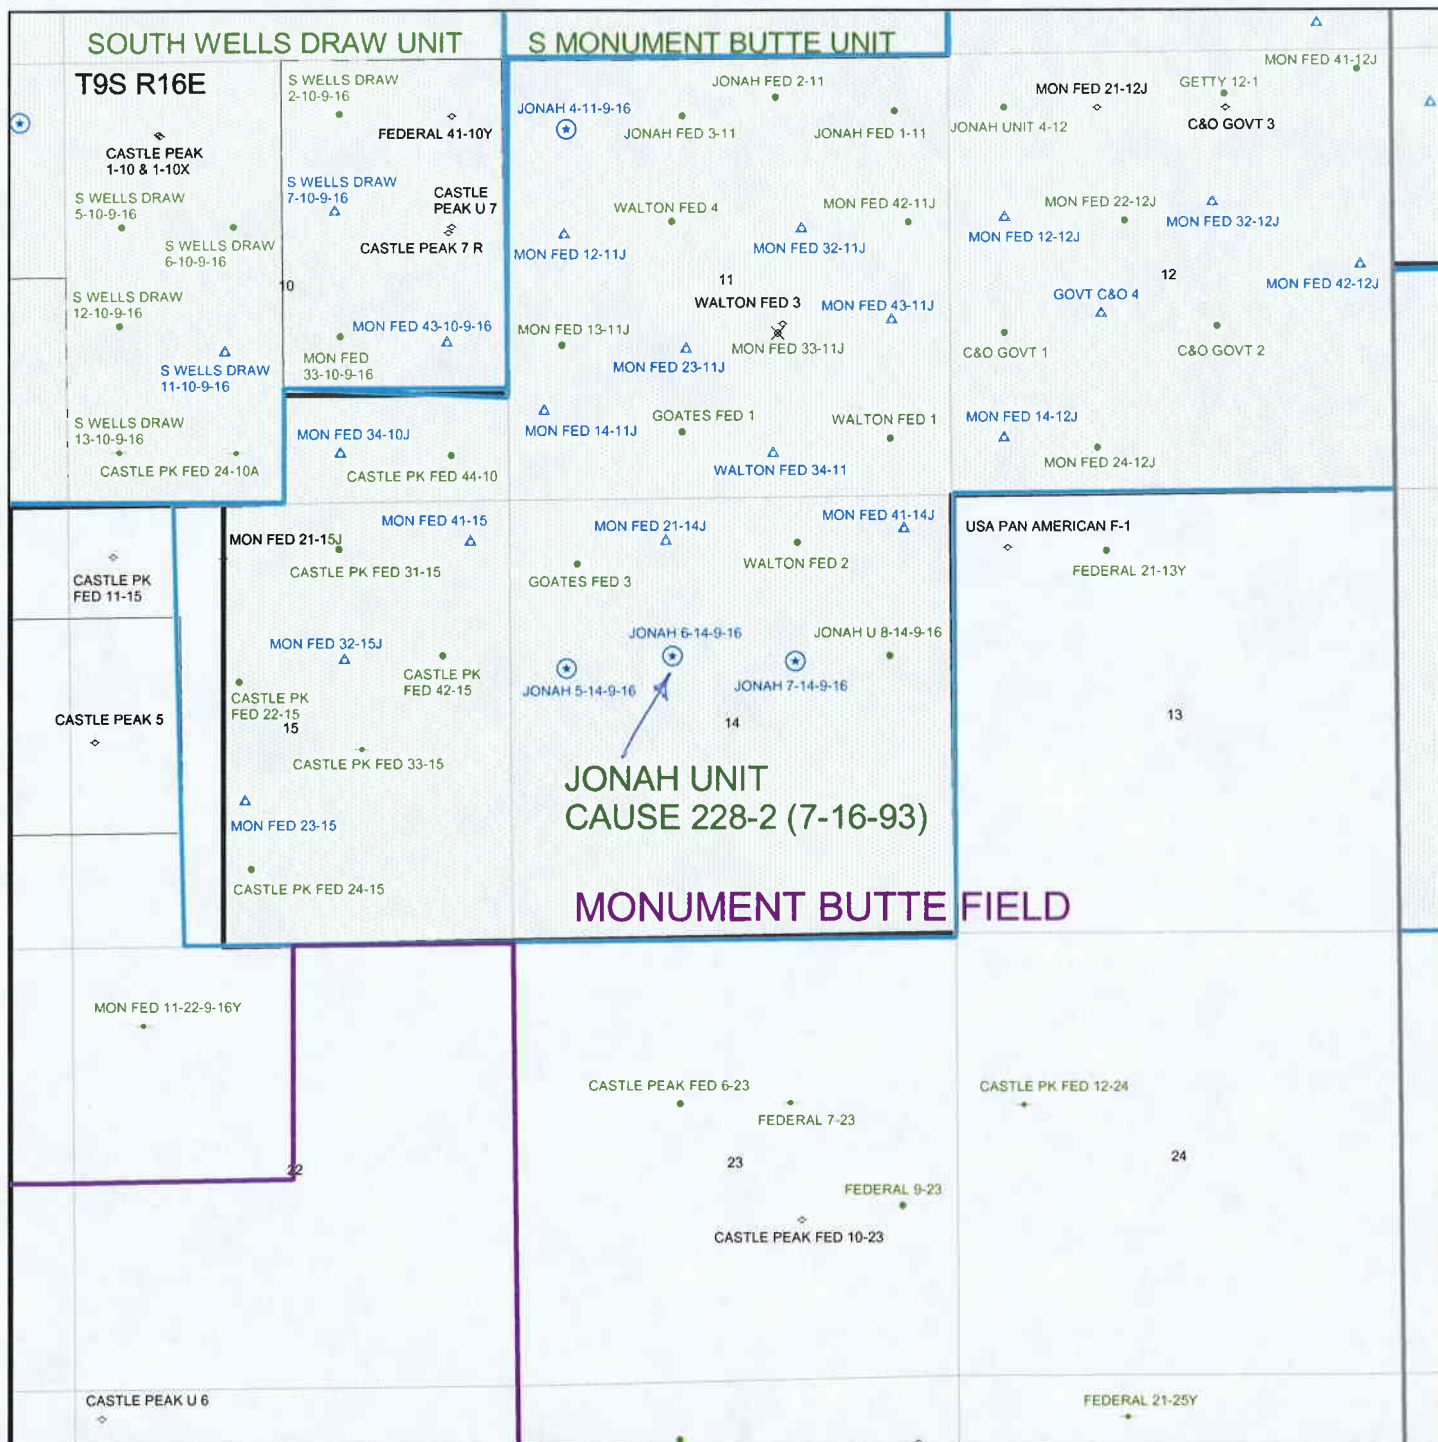 SOUTH WELLS DRAW UNIT
S MONUMENT BUTTE UNIT
T9S R16E
S WELLS DRAW
2-10-9-16
FEDERAL 41-10Y
CASTLE PEAK
1-10 & 1-10X
S WELLS DRAW
7-10-9-16
CASTLE
PEAK U 7
CASTLE PEAK 7 R
S WELLS DRAW
5-10-9-16
S WELLS DRAW
6-10-9-16
10
S WELLS DRAW
12-10-9-16
MON FED 43-10-9-16
MON FED
33-10-9-16
S WELLS DRAW
11-10-9-16
S WELLS DRAW
13-10-9-16
CASTLE PK FED 24-10A
MON FED 34-10J
CASTLE PK FED 44-10
JONAH 4-11-9-16
JONAH FED 2-11
JONAH FED 3-11
JONAH FED 1-11
WALTON FED 4
MON FED 42-11J
MON FED 12-11J
MON FED 32-11J
11
WALTON FED 3
MON FED 43-11J
MON FED 13-11J
MON FED 33-11J
MON FED 23-11J
MON FED 14-11J
GOATES FED 1
WALTON FED 1
WALTON FED 34-11
MON FED 41-12J
MON FED 21-12J
GETTY 12-1
JONAH UNIT 4-12
C&O GOVT 3
MON FED 22-12J
MON FED 12-12J
MON FED 32-12J
12
MON FED 42-12J
GOVT C&O 4
C&O GOVT 1
C&O GOVT 2
MON FED 14-12J
MON FED 24-12J
MON FED 41-15
MON FED 21-15J
CASTLE PK FED 31-15
CASTLE PK
FED 11-15
MON FED 32-15J
CASTLE PK
FED 42-15
CASTLE PK
FED 22-15
15
CASTLE PEAK 5
CASTLE PK FED 33-15
MON FED 23-15
CASTLE PK FED 24-15
MON FED 21-14J
MON FED 41-14J
GOATES FED 3
WALTON FED 2
JONAH 6-14-9-16
JONAH U 8-14-9-16
JONAH 5-14-9-16
JONAH 7-14-9-16
14
USA PAN AMERICAN F-1
FEDERAL 21-13Y
13
JONAH UNIT
CAUSE 228-2 (7-16-93)
MONUMENT BUTTE FIELD
MON FED 11-22-9-16Y
22
CASTLE PEAK FED 6-23
FEDERAL 7-23
23
FEDERAL 9-23
CASTLE PEAK FED 10-23
CASTLE PK FED 12-24
24
CASTLE PEAK U 6
FEDERAL 21-25Y